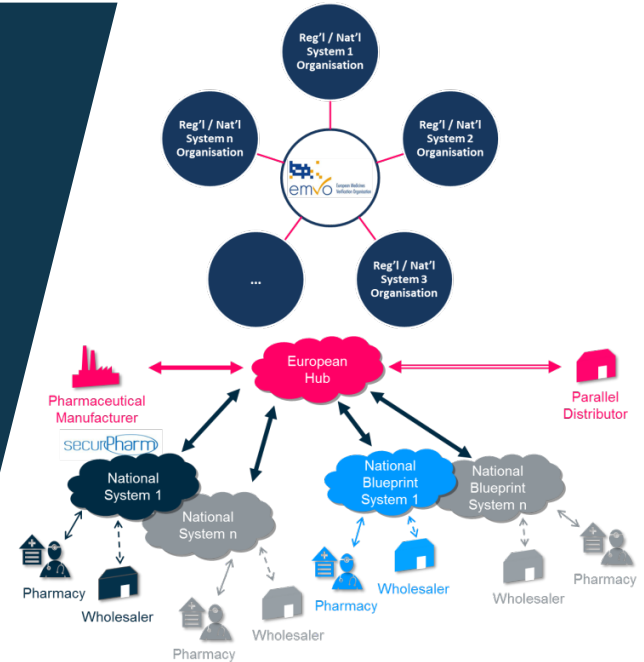 Reg'l / Nat'l
System 1
Organisation
Reg'l / Nat'l
System n
Organisation
Reg'l / Nat'l
System 2
Organisation
emvo
European Medicines
Verification Organisation
...
Reg'l / Nat'l
System 3
Organisation
European
Hub
Pharmaceutical
Manufacturer
Parallel
Distributor
securPharm
National
System 1
National
System n
National
Blueprint
System 1
National
Blueprint
System n
Pharmacy
Wholesaler
Pharmacy
Wholesaler
Pharmacy
Wholesaler
Wholesaler
Pharmacy